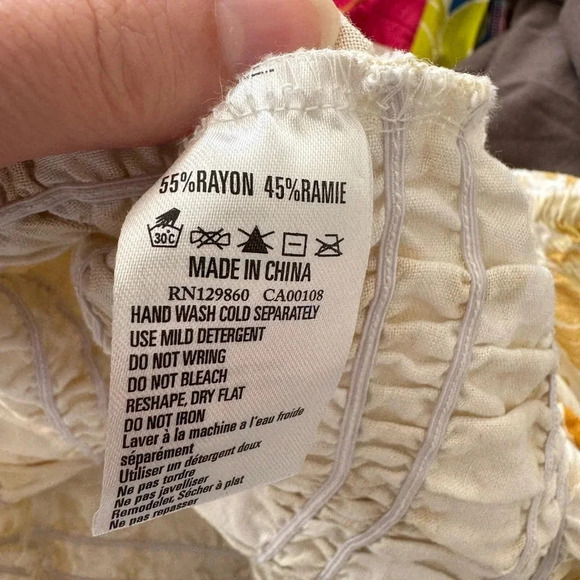 55%RAYON 45%RAMIE
30C
MADE IN CHINA
RN129860 CA00108
HAND WASH COLD SEPARATELY
USE MILD DETERGENT
DO NOT WRING
DO NOT BLEACH
RESHAPE, DRY FLAT
DO NOT IRON
Laver à la machine a l'eau froide
séparément
Utiliser un détergent doux
Ne pas tordre
Ne pas javelliser
Remodeler, Sécher à plat
Ne pas repasser